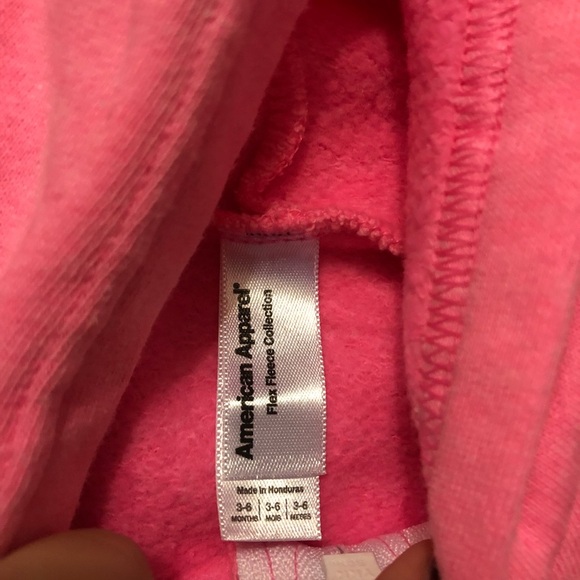 American Apparel®
Flex Fleece Collection
Made in Honduras
3-6 3-6 3-6
MONTHS MOIS MESES